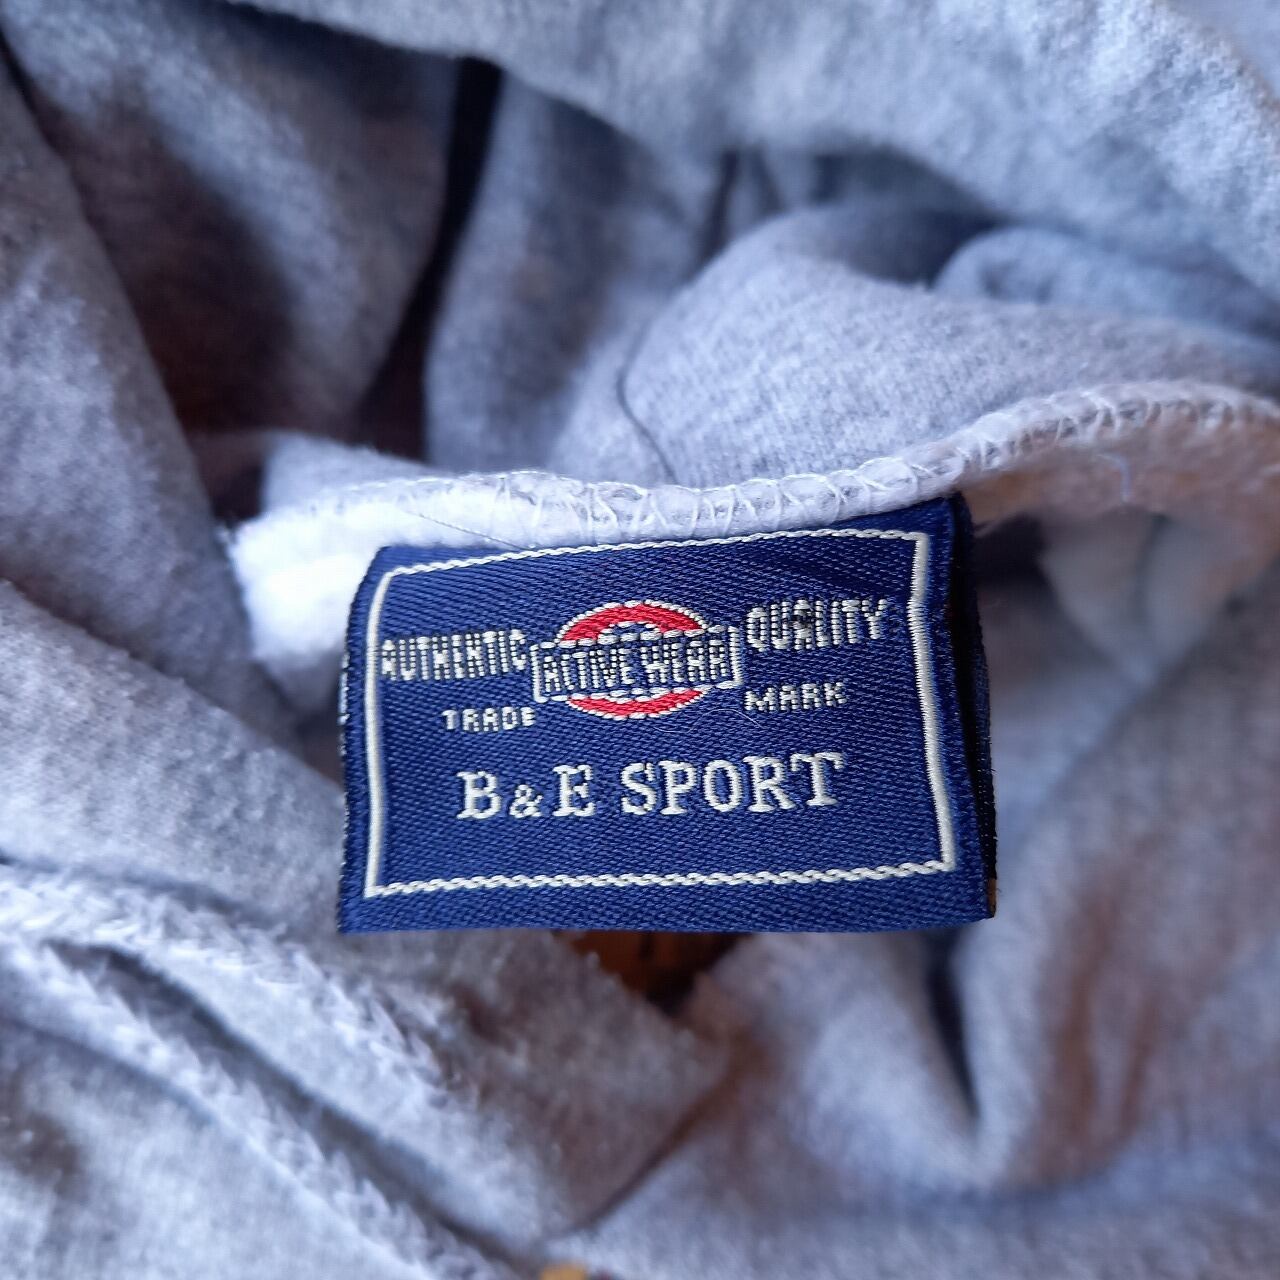 AUTHENTIC ACTIVE WEAR QUALITY
TRADE MARK
B & E SPORT